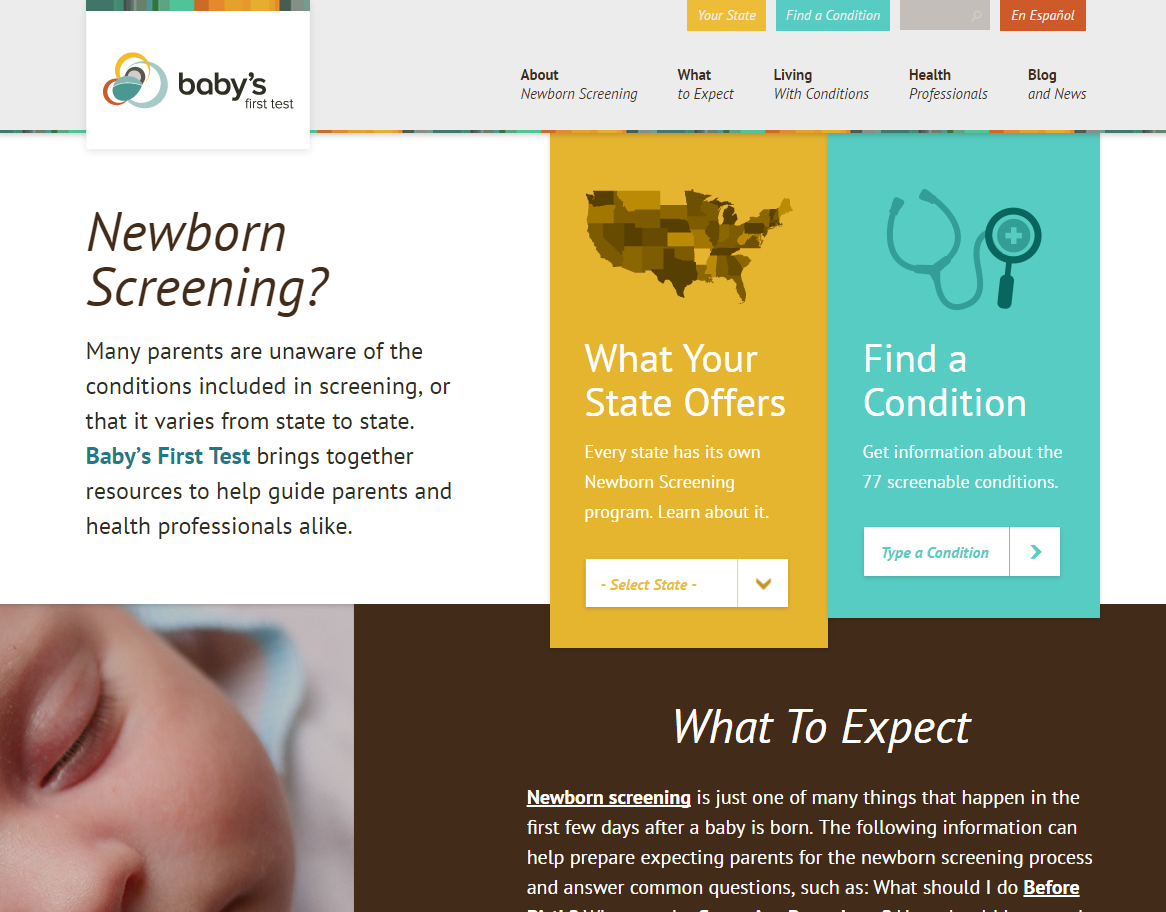 Your State
Find a Condition
En Español
baby's
first test
About
Newborn Screening
What
to Expect
Living
With Conditions
Health
Professionals
Blog
and News
Newborn
Screening?
Many parents are unaware of the
conditions included in screening, or
that it varies from state to state.
Baby’s First Test brings together
resources to help guide parents and
health professionals alike.
What Your
State Offers
Every state has its own
Newborn Screening
program. Learn about it.
- Select State -
Find a
Condition
Get information about the
77 screenable conditions.
Type a Condition
What To Expect
Newborn screening is just one of many things that happen in the
first few days after a baby is born. The following information can
help prepare expecting parents for the newborn screening process
and answer common questions, such as: What should I do Before